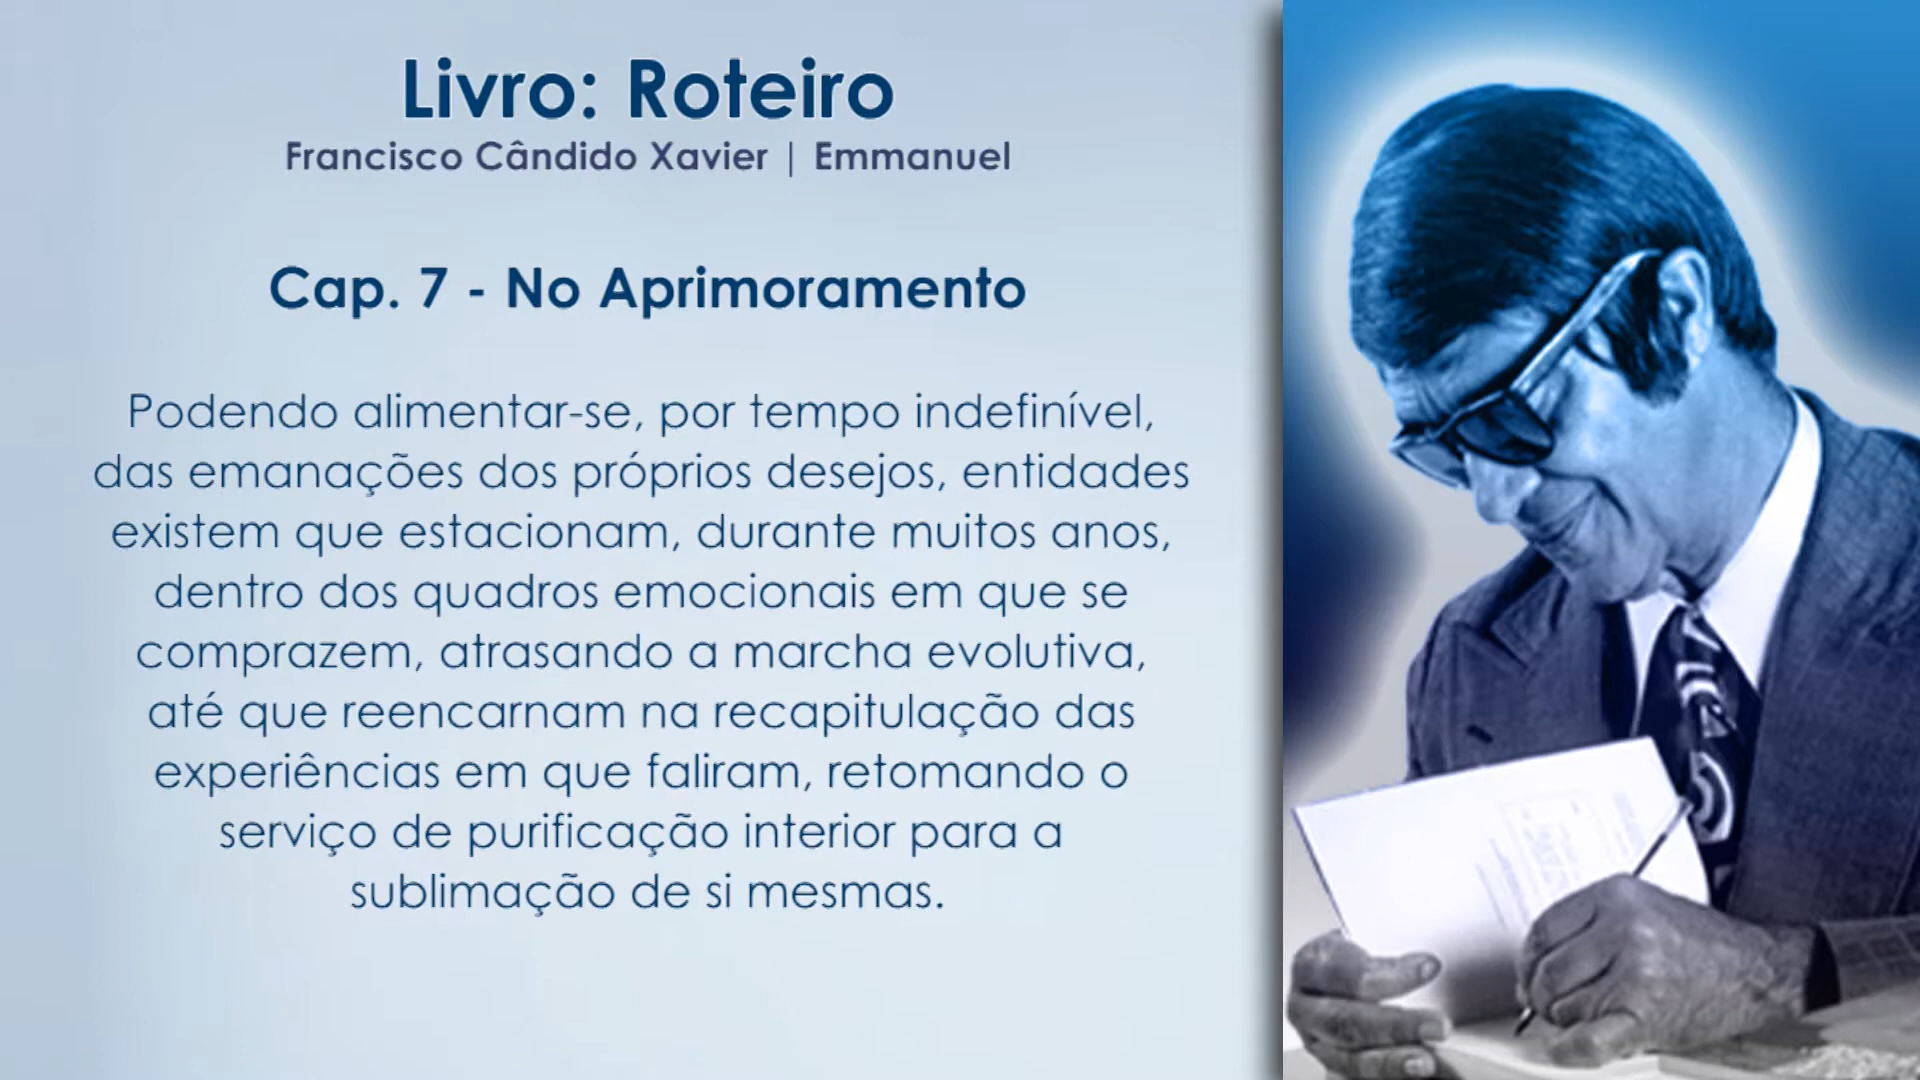 Livro: Roteiro
Francisco Cândido Xavier | Emmanuel
Cap. 7 - No Aprimoramento
Podendo alimentar-se, por tempo indefinível,
das emanações dos próprios desejos, entidades
existem que estacionam, durante muitos anos,
dentro dos quadros emocionais em que se
comprazem, atrasando a marcha evolutiva,
até que reencarnam na recapitulação das
experiências em que faliram, retomando o
serviço de purificação interior para a
sublimação de si mesmas.